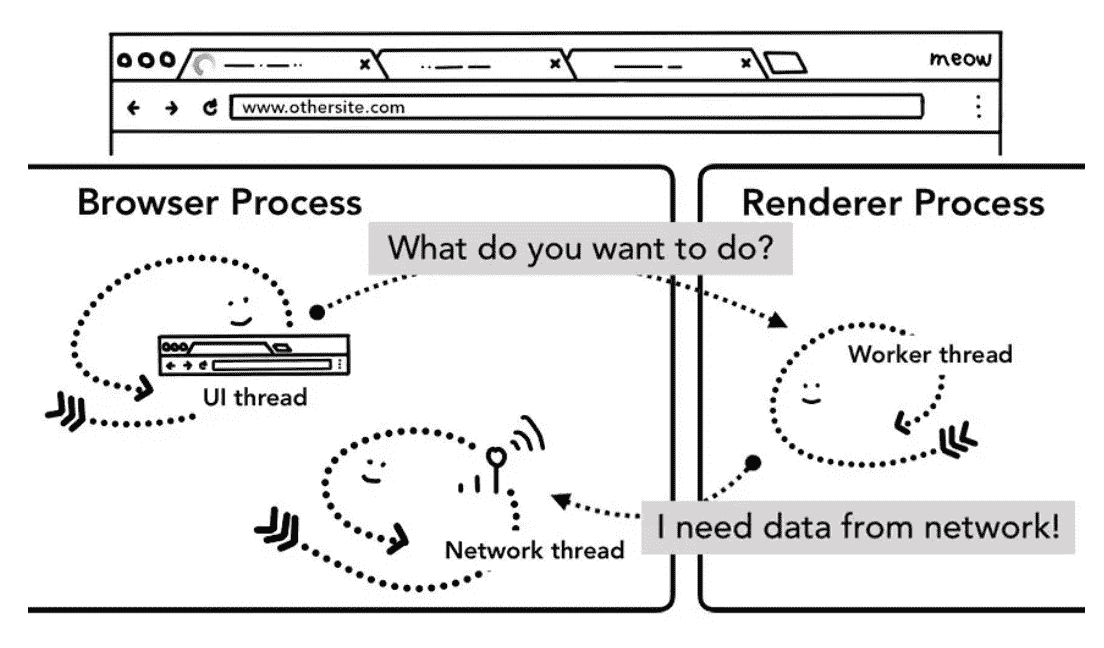 meow
www.othersite.com
Browser Process
Renderer Process
What do you want to do?
Worker thread
UI thread
I need data from network!
Network thread